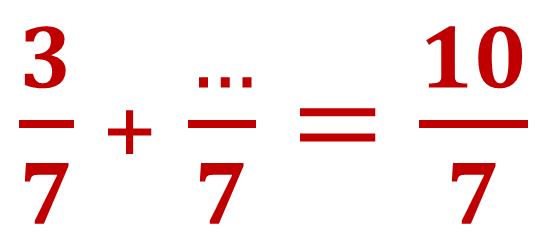 3/7 + .../7 = 10/7